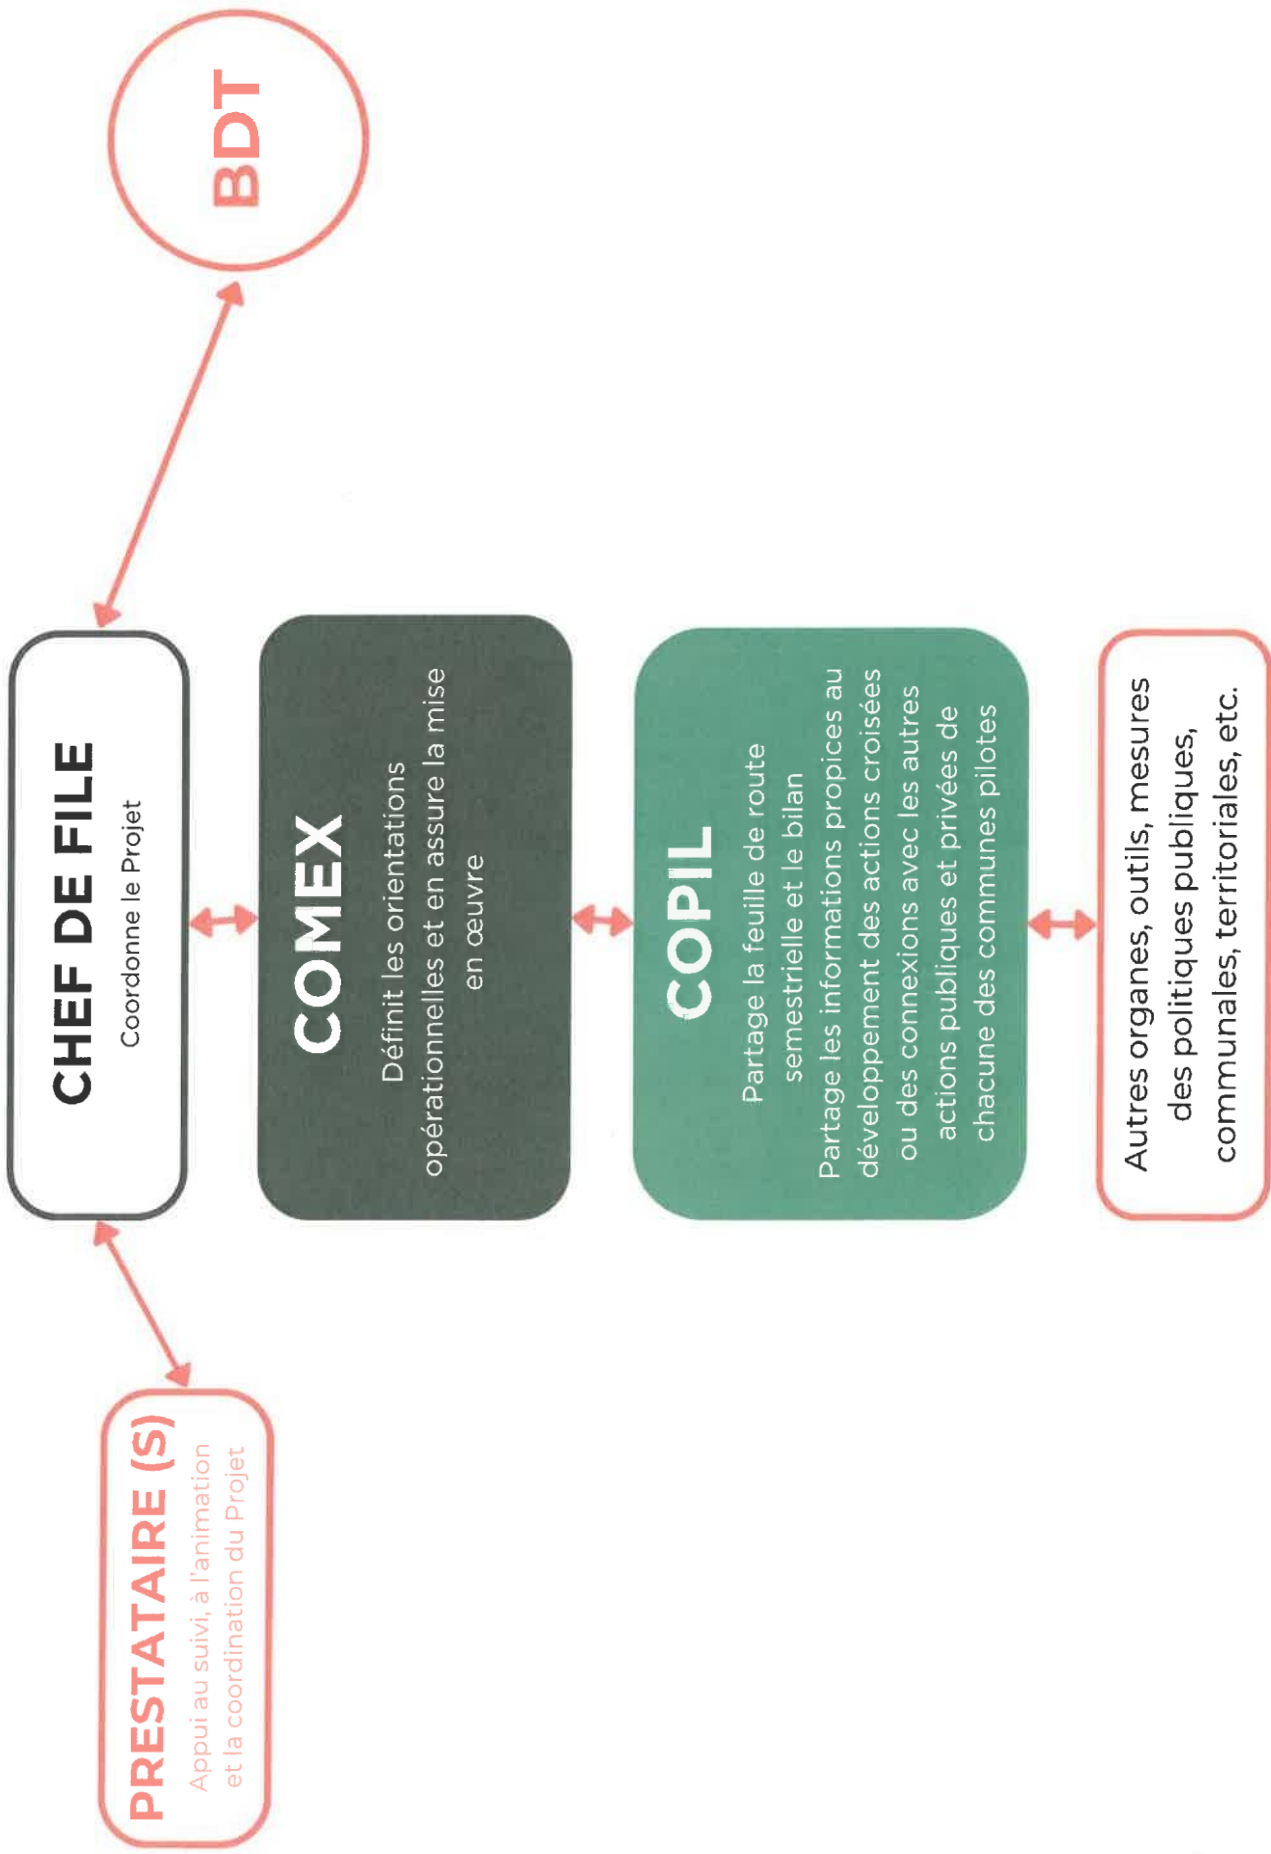 CHEF DE FILE
Coordonne le Projet
PRESTATAIRE (S)
Appui au suivi, à l'animation
et la coordination du Projet
BDT
COMEX
Définit les orientations
opérationnelles et en assure la mise
en œuvre
COPIL
Partage la feuille de route
semestrielle et le bilan
Partage les informations propices au
développement des actions croisées
ou des connexions avec les autres
actions publiques et privées de
chacune des communes pilotes
Autres organes, outils, mesures
des politiques publiques,
communales, territoriales, etc.